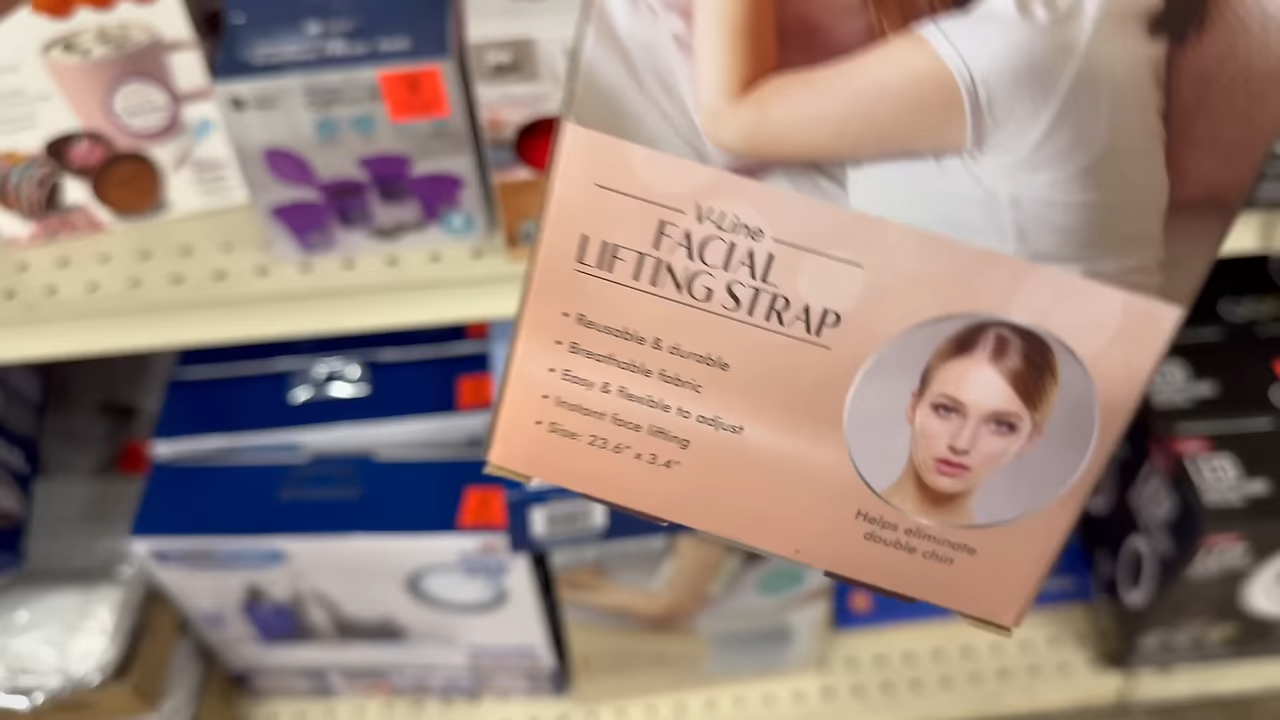 V-Line
FACIAL
LIFTING STRAP
- Reusable & durable
- Breathable fabric
- Easy & flexible to adjust
- Instant face lifting
- Size: 23.6" x 3.4"
Helps eliminate
double chin